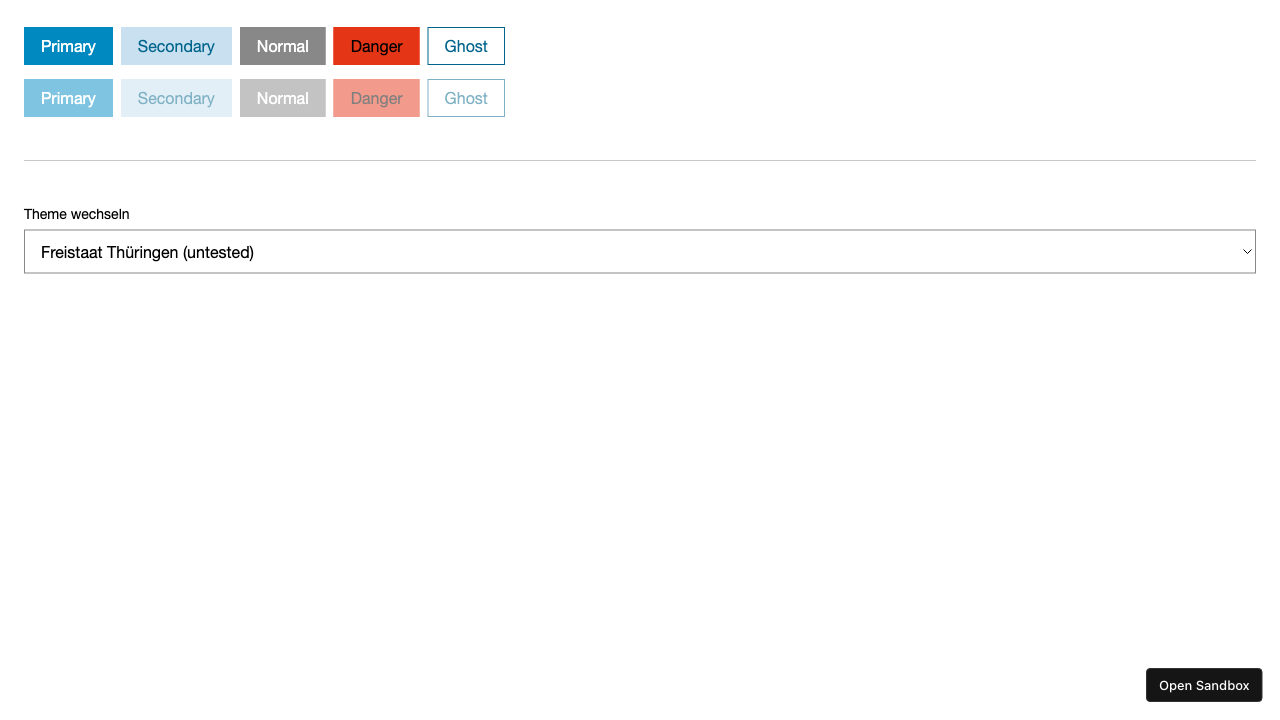 Primary Secondary Normal Danger Ghost
Primary Secondary Normal Danger Ghost
Theme wechseln
Freistaat Thüringen (untested)
Open Sandbox